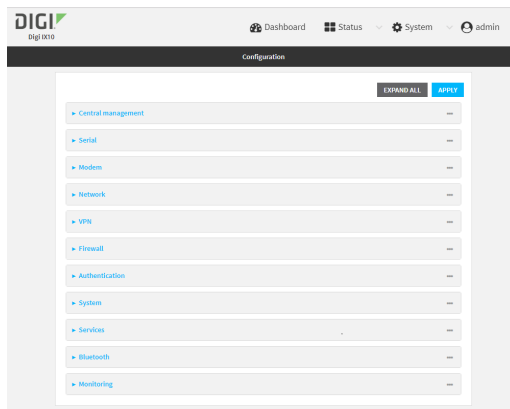 DIGI
Digi IX10
Dashboard
Status
System
admin
Configuration
EXPAND ALL
APPLY
Central management
Serial
Modem
Network
VPN
Firewall
Authentication
System
Services
Bluetooth
Monitoring